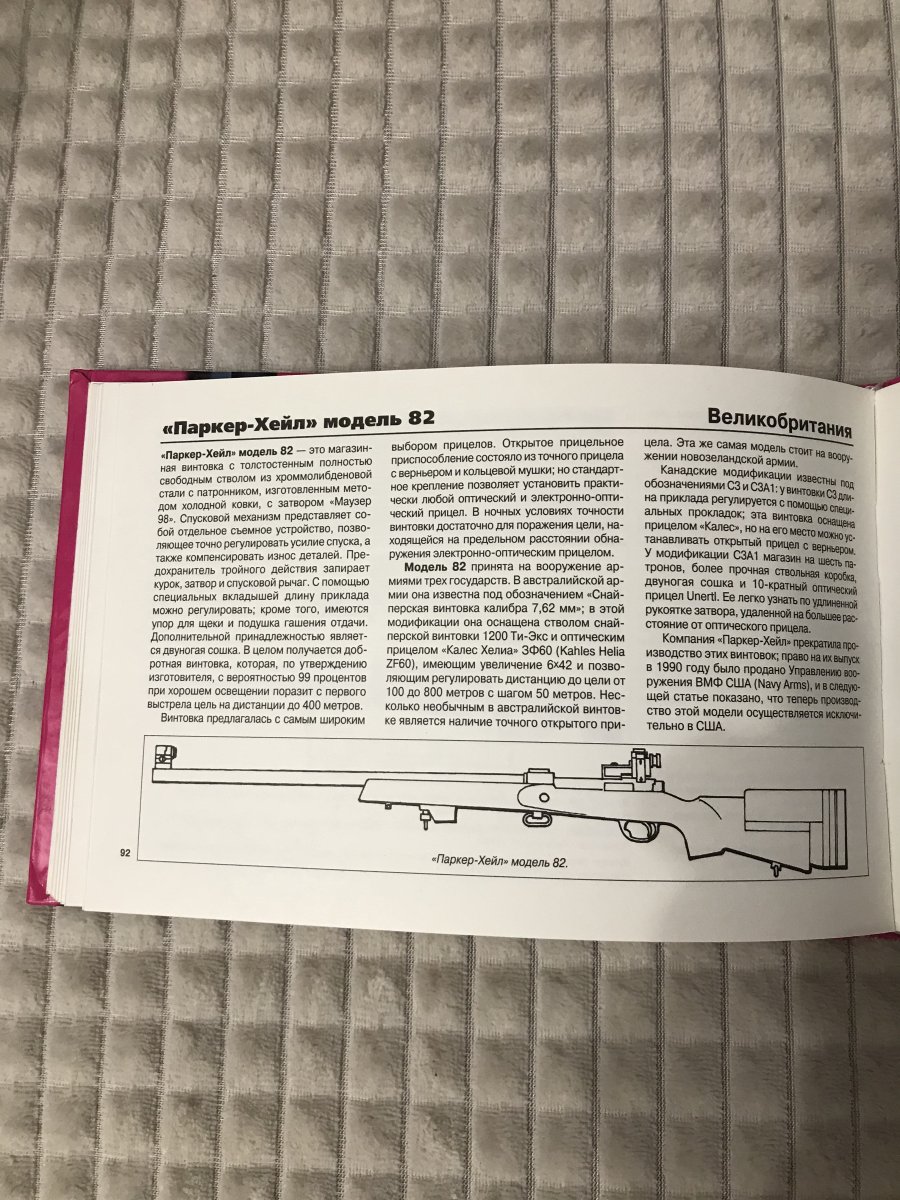 «Паркер-Хейл» модель 82
Великобритания
«Паркер-Хейл» модель 82 — это магазин-
ная винтовка с толстостенным полностью
свободным стволом из хроммолибденовой
стали с патронником, изготовленным мето-
дом холодной ковки, с затвором «Маузер
98». Спусковой механизм представляет со-
бой отдельное съемное устройство, позво-
ляющее точно регулировать усилие спуска, а
также компенсировать износ деталей. Пре-
дохранитель тройного действия запирает
курок, затвор и спусковой рычаг. С помощью
специальных вкладышей длину приклада
можно регулировать; кроме того, имеются
упор для щеки и подушка гашения отдачи.
Дополнительной принадлежностью являет-
ся двуногая сошка. В целом получается доб-
ротная винтовка, которая, по утверждению
изготовителя, с вероятностью 99 процентов
при хорошем освещении поразит с первого
выстрела цель на дистанции до 400 метров.
Винтовка предлагалась с самым широким
выбором прицелов. Открытое прицельное
приспособление состояло из точного прицела
с верньером и кольцевой мушки; но стандарт-
ное крепление позволяет установить практи-
чески любой оптический и электронно-опти-
ческий прицел. В ночных условиях точности
винтовки достаточно для поражения цели, на-
ходящейся на предельном расстоянии обна-
ружения электронно-оптическим прицелом.
Модель 82 принята на вооружение ар-
миями трех государств. В австралийской ар-
мии она известна под обозначением «Снай-
перская винтовка калибра 7,62 мм»; в этой
модификации она оснащена стволом снай-
перской винтовки 1200 Ти-Экс и оптическим
прицелом «Калес Хелиа» ЗФ60 (Kahles Helia
ZF60), имеющим увеличение 6×42 и позво-
ляющим регулировать дистанцию до цели от
100 до 800 метров с шагом 50 метров. Нес-
колько необычным в австралийской винтов-
ке является наличие точного открытого при-
цела. Эта же самая модель стоит на воору-
жении новозеландской армии.
Канадские модификации известны под
обозначениями С3 и С3А1: у винтовки С3 дли-
на приклада регулируется с помощью специ-
альных прокладок; эта винтовка оснащена
прицелом «Калес», но на его место можно ус-
танавливать открытый прицел с верньером.
У модификации С3А1 магазин на шесть па-
тронов, более прочная ствольная коробка,
двуногая сошка и 10-кратный оптический
прицел Unertl. Ее легко узнать по удлиненной
рукоятке затвора, удаленной на большее рас-
стояние от оптического прицела.
Компания «Паркер-Хейл» прекратила про-
изводство этих винтовок; право на их выпуск
в 1990 году было продано Управлению воо-
ружения ВМФ США (Navy Arms), и в следую-
щей статье показано, что теперь производ-
ство этой модели осуществляется исключи-
тельно в США.
«Паркер-Хейл» модель 82.
92